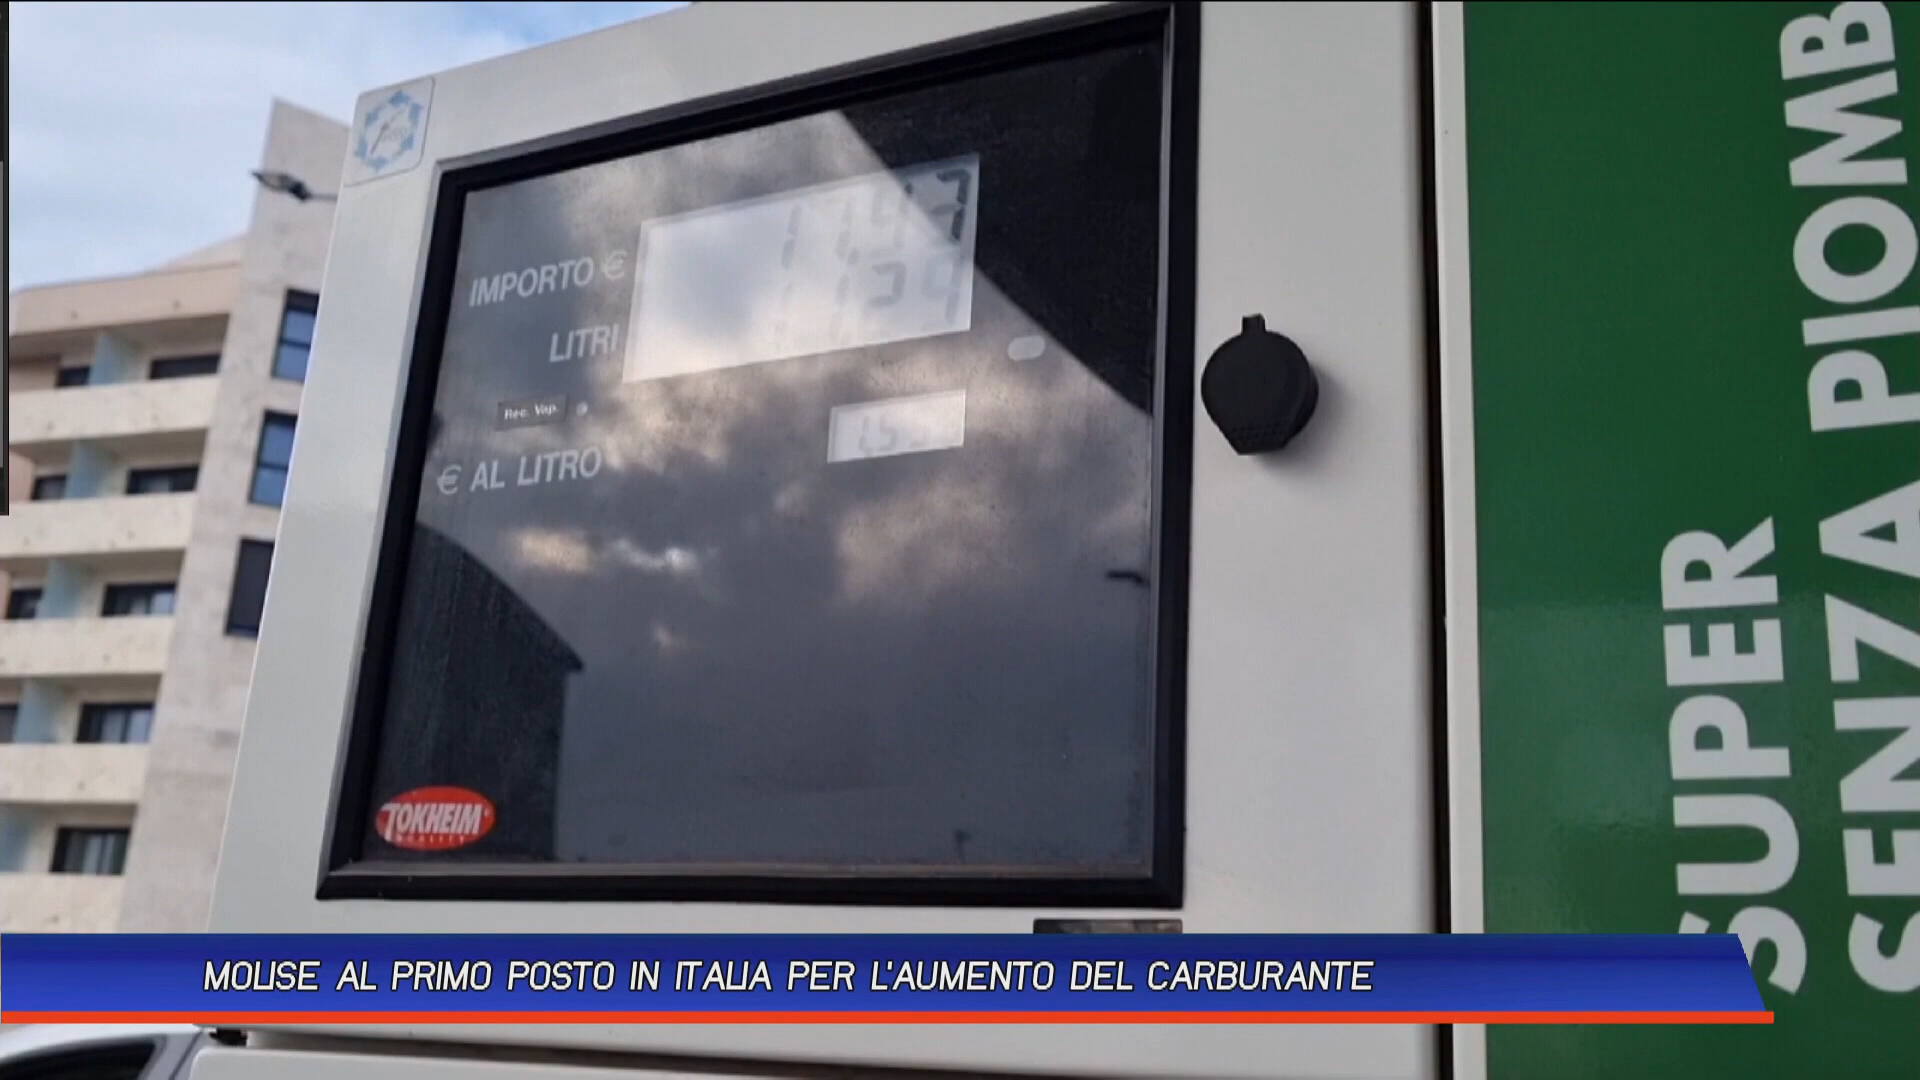 IMPORTO €
LITRI
Rec. Vap.
€ AL LITRO
TOKHEIM
QUALITY
SUPER
SENZA PIOMB
MOLISE AL PRIMO POSTO IN ITALIA PER L'AUMENTO DEL CARBURANTE